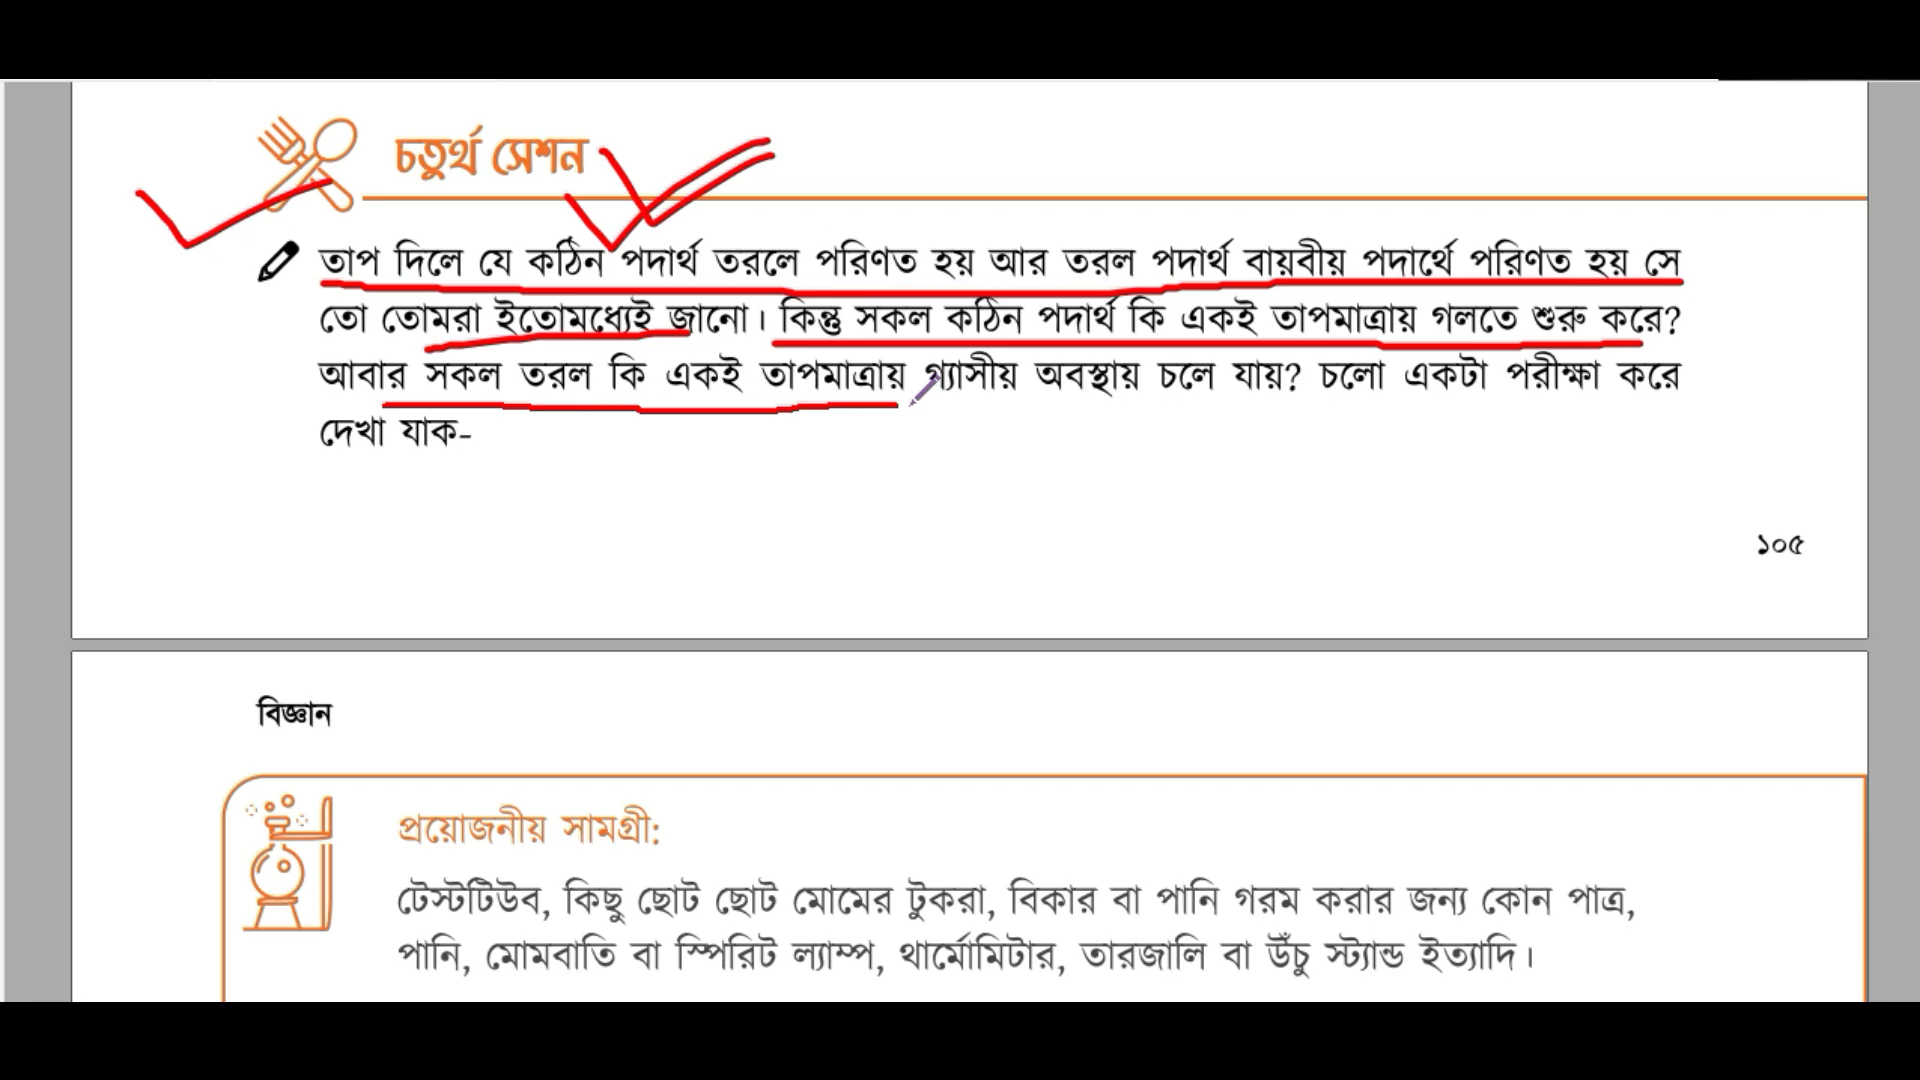 চতুর্থ সেশন
তাপ দিলে যে কঠিন পদার্থ তরলে পরিণত হয় আর তরল পদার্থ বায়বীয় পদার্থে পরিণত হয় সে
তো তোমরা ইতোমধ্যেই জানো। কিন্তু সকল কঠিন পদার্থ কি একই তাপমাত্রায় গলতে শুরু করে?
আবার সকল তরল কি একই তাপমাত্রায় গ্যাসীয় অবস্থায় চলে যায়? চলো একটা পরীক্ষা করে
দেখা যাক-
১০৫
বিজ্ঞান
প্রয়োজনীয় সামগ্রী:
টেস্টটিউব, কিছু ছোট ছোট মোমের টুকরা, বিকার বা পানি গরম করার জন্য কোন পাত্র,
পানি, মোমবাতি বা স্পিরিট ল্যাম্প, থার্মোমিটার, তারজালি বা উঁচু স্ট্যান্ড ইত্যাদি।